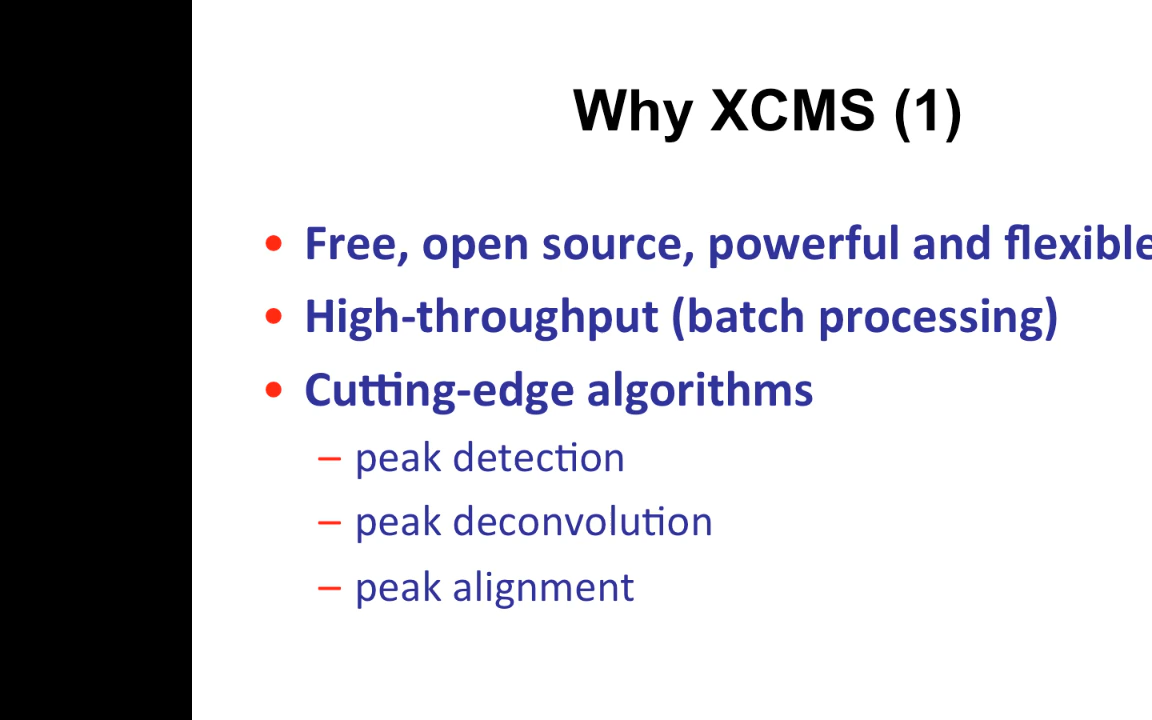 Why XCMS (1)
• Free, open source, powerful and flexible
• High-throughput (batch processing)
• Cutting-edge algorithms
– peak detection
– peak deconvolution
– peak alignment